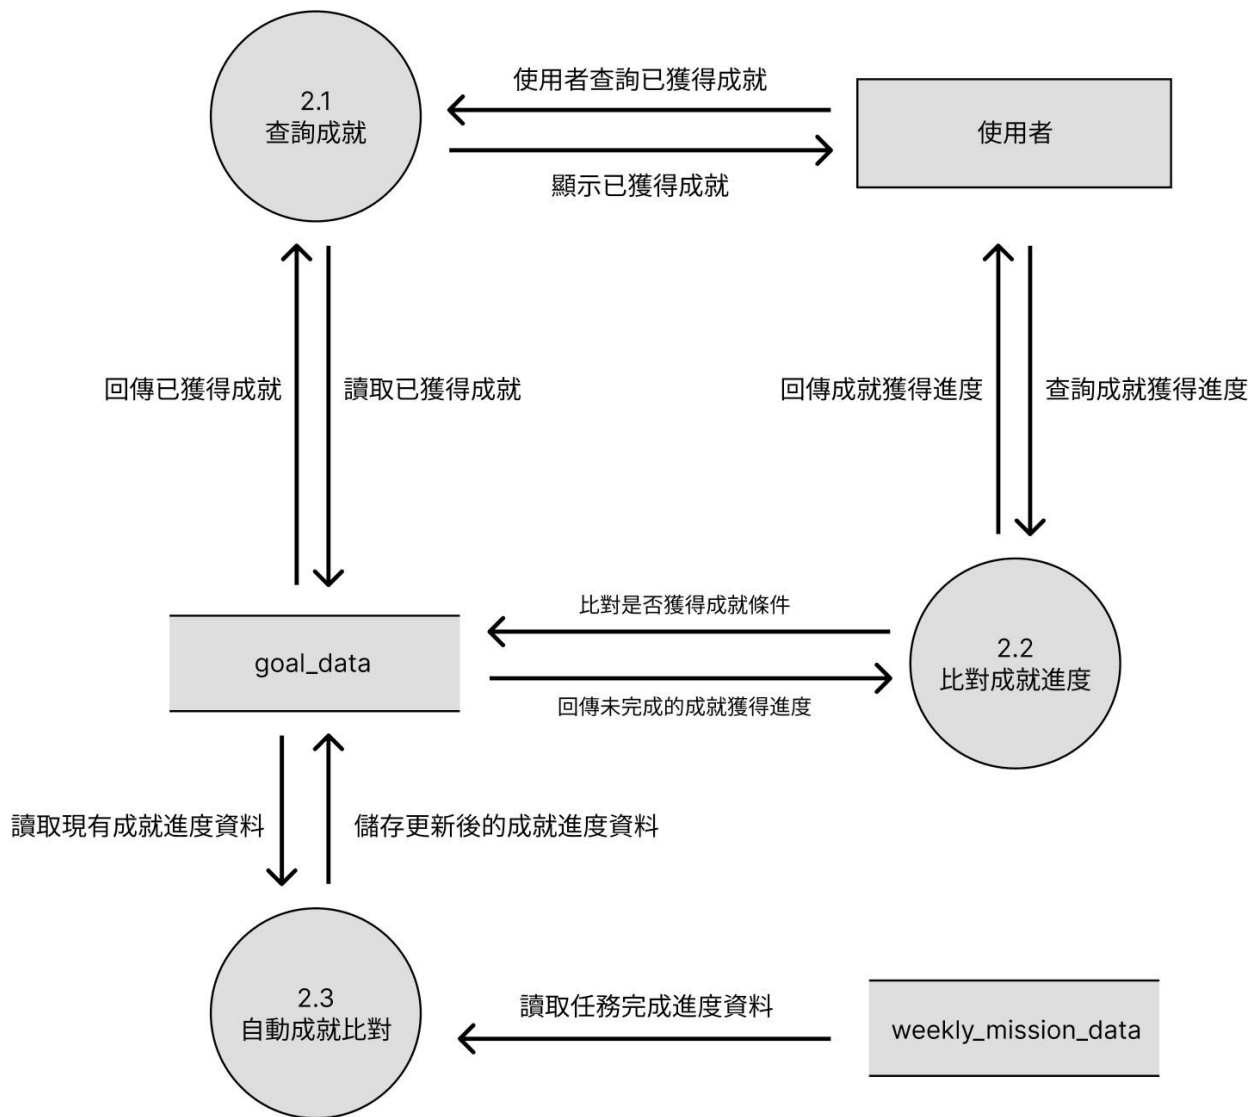 使用者查詢已獲得成就
2.1
查詢成就
使用者
顯示已獲得成就
回傳已獲得成就
讀取已獲得成就
回傳成就獲得進度
查詢成就獲得進度
比對是否獲得成就條件
goal_data
2.2
比對成就進度
回傳未完成的成就獲得進度
讀取現有成就進度資料
儲存更新後的成就進度資料
2.3
自動成就比對
讀取任務完成進度資料
weekly_mission_data